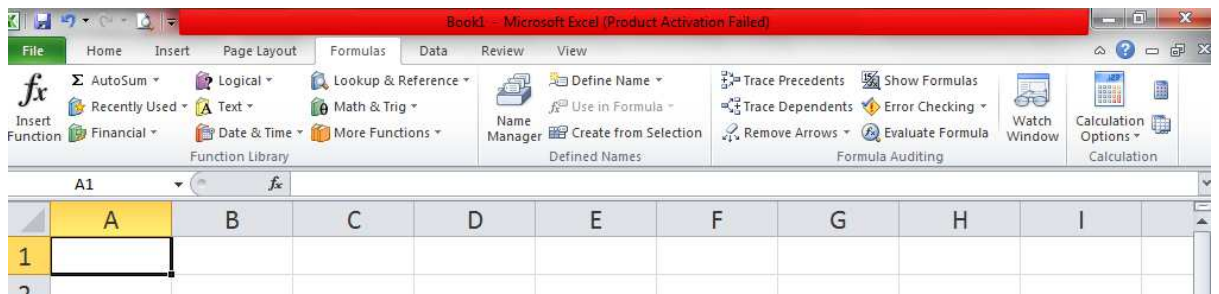 Book1 - Microsoft Excel (Product Activation Failed)
File Home Insert Page Layout Formulas Data Review View
fx Insert Function
Σ AutoSum
Recently Used
Financial
Logical
Text
Date & Time
Lookup & Reference
Math & Trig
More Functions
Function Library
Name Manager
Define Name
Use in Formula
Create from Selection
Defined Names
Trace Precedents
Trace Dependents
Remove Arrows
Show Formulas
Error Checking
Evaluate Formula
Formula Auditing
Watch Window
Calculation Options
Calculation
A1 fx
A B C D E F G H I
1
2